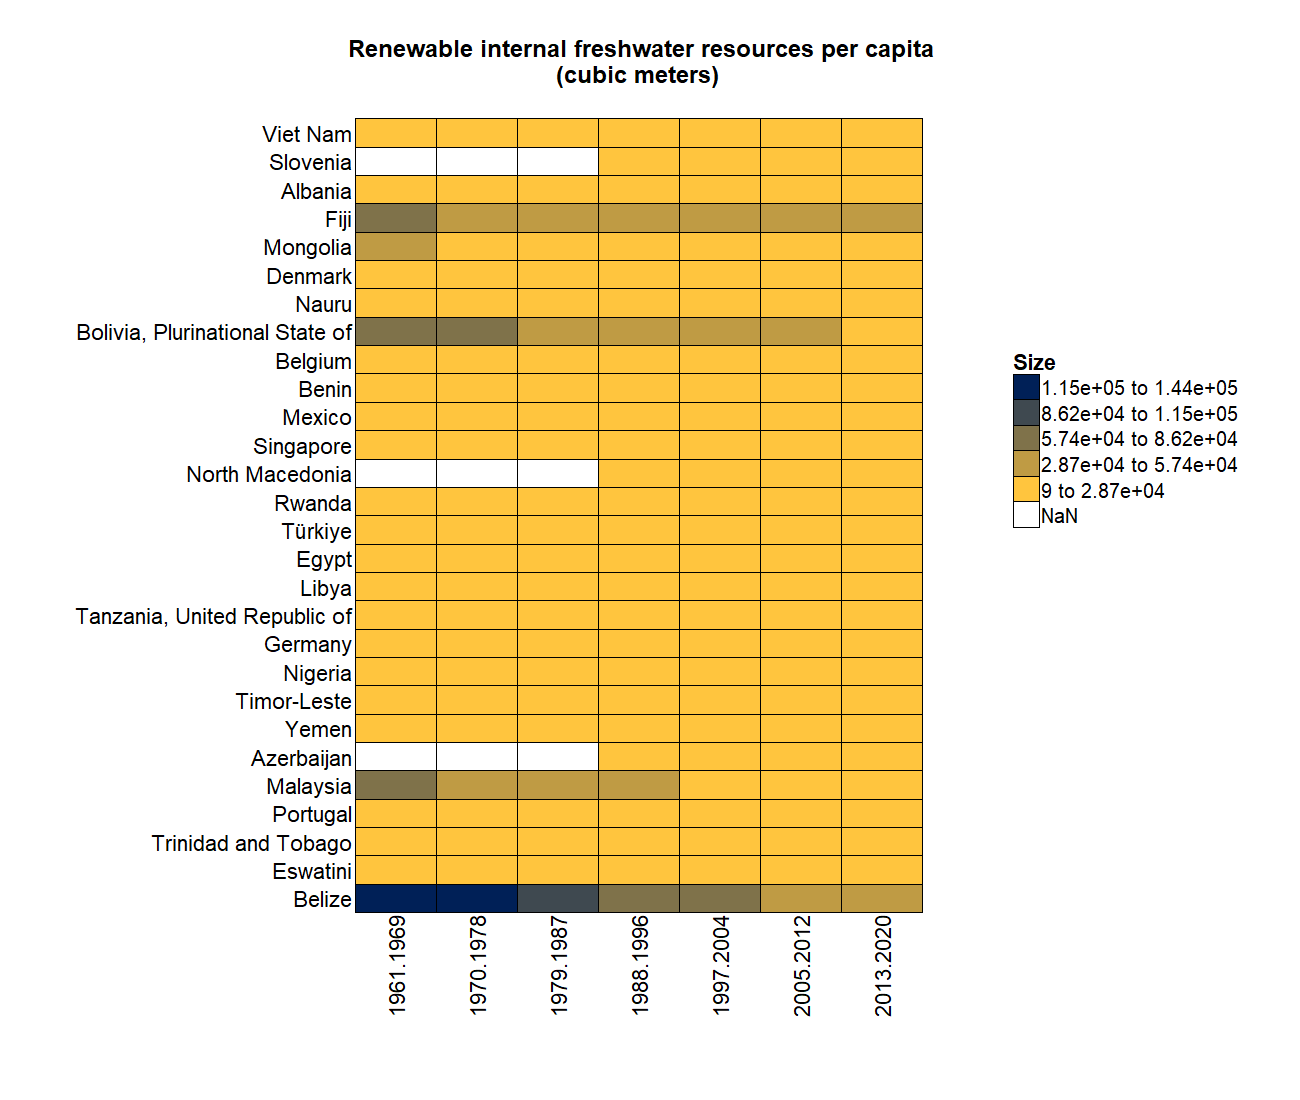 Renewable internal freshwater resources per capita
(cubic meters)
Viet Nam
Slovenia
Albania
Fiji
Mongolia
Denmark
Nauru
Bolivia, Plurinational State of
Belgium
Benin
Mexico
Singapore
North Macedonia
Rwanda
Türkiye
Egypt
Libya
Tanzania, United Republic of
Germany
Nigeria
Timor-Leste
Yemen
Azerbaijan
Malaysia
Portugal
Trinidad and Tobago
Eswatini
Belize
1961.1969
1970.1978
1979.1987
1988.1996
1997.2004
2005.2012
2013.2020
Size
1.15e+05 to 1.44e+05
8.62e+04 to 1.15e+05
5.74e+04 to 8.62e+04
2.87e+04 to 5.74e+04
9 to 2.87e+04
NaN